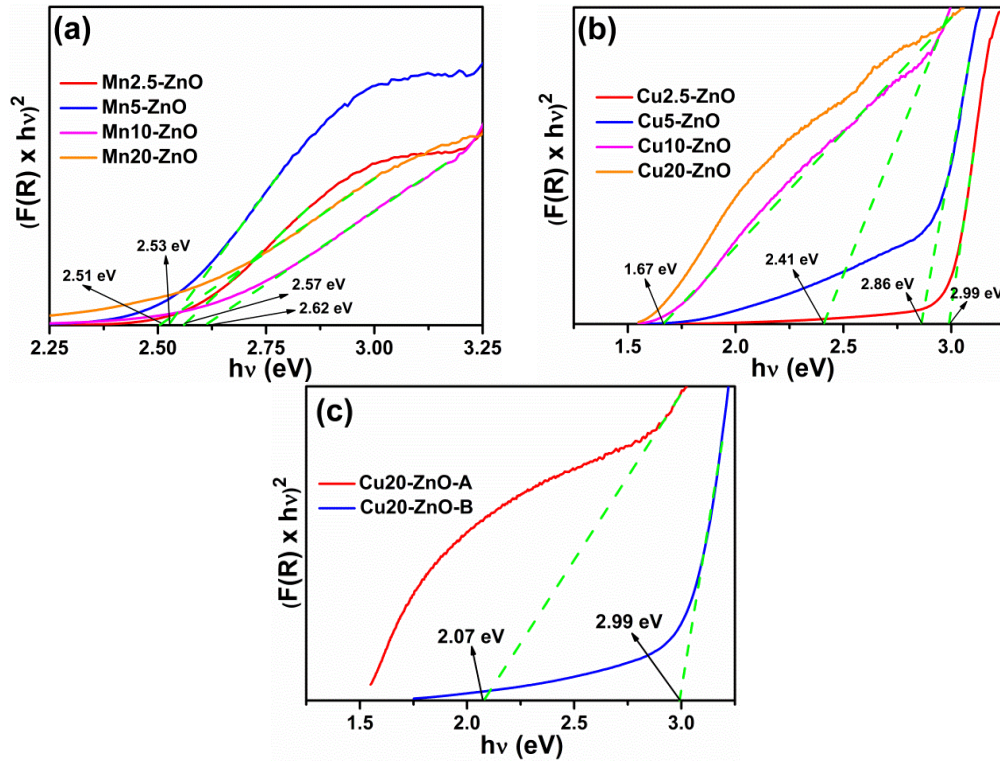 (a)
Mn2.5-ZnO
Mn5-ZnO
Mn10-ZnO
Mn20-ZnO
(F(R) x hν)²
2.53 eV
2.51 eV
2.57 eV
2.62 eV
2.25 2.50 2.75 3.00 3.25
hν (eV)
(b)
Cu2.5-ZnO
Cu5-ZnO
Cu10-ZnO
Cu20-ZnO
(F(R) x hν)²
1.67 eV
2.41 eV
2.86 eV
2.99 eV
1.5 2.0 2.5 3.0
hν (eV)
(c)
Cu20-ZnO-A
Cu20-ZnO-B
(F(R) x hν)²
2.07 eV
2.99 eV
1.5 2.0 2.5 3.0
hν (eV)